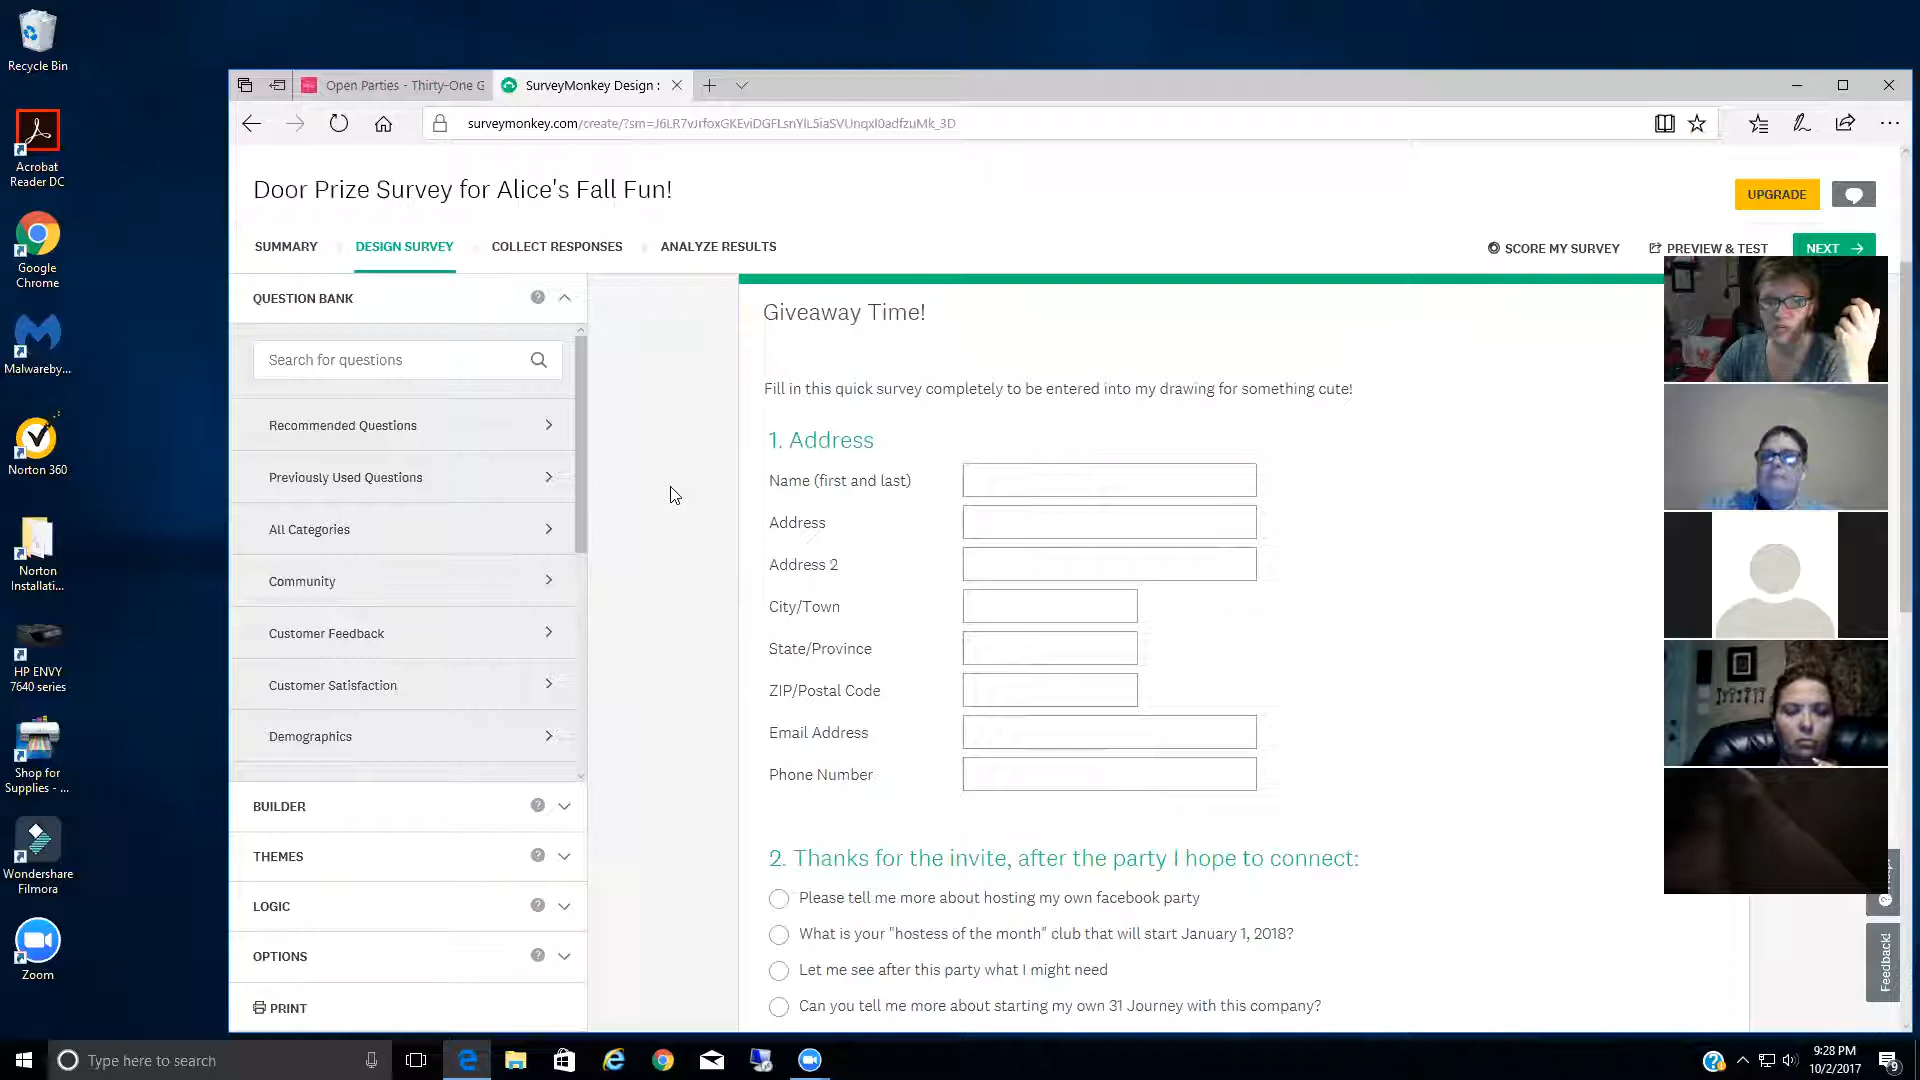 Recycle Bin
Acrobat
Reader DC
Google
Chrome
Malwareby...
Norton 360
Norton
Installati...
HP ENVY
7640 series
Shop for
Supplies - ...
Wondershare
Filmora
Zoom
Open Parties - Thirty-One G
SurveyMonkey Design :
Door Prize Survey for Alice's Fall Fun!
UPGRADE
SUMMARY
DESIGN SURVEY
COLLECT RESPONSES
ANALYZE RESULTS
SCORE MY SURVEY
PREVIEW & TEST
NEXT
QUESTION BANK
Search for questions
Recommended Questions
Previously Used Questions
All Categories
Community
Customer Feedback
Customer Satisfaction
Demographics
BUILDER
THEMES
LOGIC
OPTIONS
PRINT
Giveaway Time!
Fill in this quick survey completely to be entered into my drawing for something cute!
1. Address
Name (first and last)
Address
Address 2
City/Town
State/Province
ZIP/Postal Code
Email Address
Phone Number
2. Thanks for the invite, after the party I hope to connect:
Please tell me more about hosting my own facebook party
What is your "hostess of the month" club that will start January 1, 2018?
Let me see after this party what I might need
Can you tell me more about starting my own 31 Journey with this company?
Feedback!
Type here to search
9:28 PM
10/2/2017
9